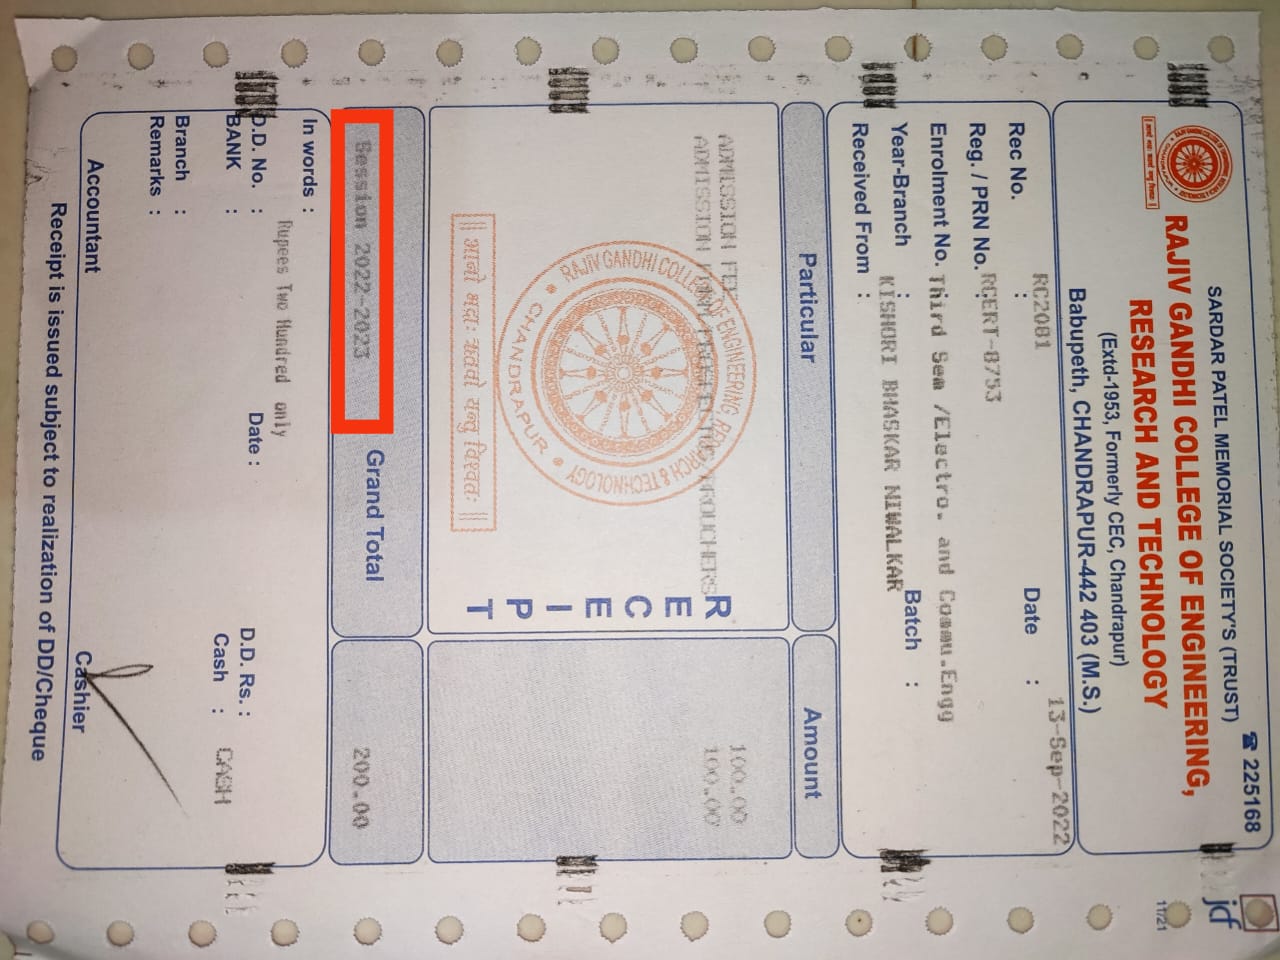 SARDAR PATEL MEMORIAL SOCIETY'S (TRUST) ☎ 225168
RAJIV GANDHI COLLEGE OF ENGINEERING,
RESEARCH AND TECHNOLOGY
(Extd-1953, Formerly CEC, Chandrapur)
Babupeth, CHANDRAPUR-442 403 (M.S.)
jcf
11/21
Rec No. : RC2081 Date : 13-Sep-2022
Reg. / PRN No. : RCERT-8753
Enrolment No. Third Sem /Electro. and Commu.Engg
Year-Branch : Batch :
Received From : KISHORI BHASKAR NIWALKAR
Particular Amount
ADMISSION FEE 100.00
ADMISSION 100.00
RAJIV GANDHI COLLEGE OF ENGINEERING RESEARCH & TECHNOLOGY
CHANDRAPUR
RECEIPT
Session 2022-2023 Grand Total 200.00
In words : Rupees Two Hundred only
D.D. No. : Date : D.D. Rs. :
BANK : Cash : CASH
Branch :
Remarks :
Accountant Cashier
Receipt is issued subject to realization of DD/Cheque